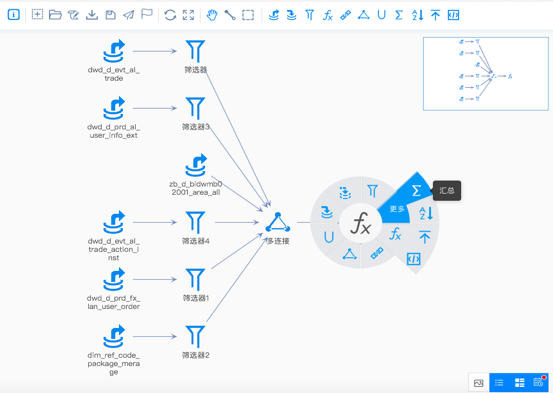 dwd_d_evt_al_
trade
筛选器
dwd_d_prd_al_
user_info_ext
筛选器3
zb_d_bidwmb0
2001_area_all
更多
汇总
dwd_d_evt_al_
trade_action_i
nst
筛选器4
多连接
dwd_d_prd_fx_
lan_user_order
筛选器1
dim_ref_code_
package_mera
ge
筛选器2